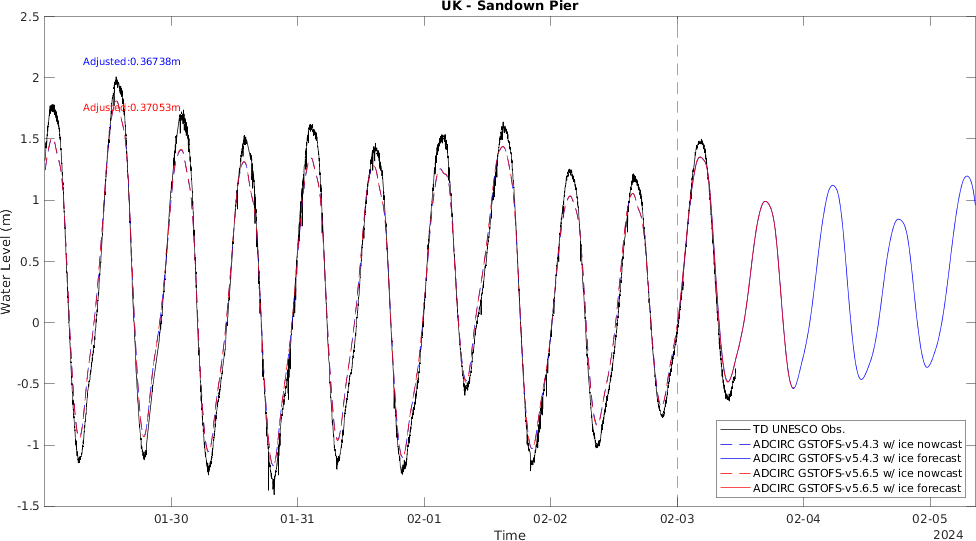 UK - Sandown Pier
2.5
2
1.5
1
0.5
0
-0.5
-1
-1.5
Water Level (m)
Adjusted:0.36738m
Adjusted:0.37053m
TD UNESCO Obs.
ADCIRC GSTOFS-v5.4.3 w/ ice nowcast
ADCIRC GSTOFS-v5.4.3 w/ ice forecast
ADCIRC GSTOFS-v5.6.5 w/ ice nowcast
ADCIRC GSTOFS-v5.6.5 w/ ice forecast
01-30 01-31 02-01 02-02 02-03 02-04 02-05
Time
2024